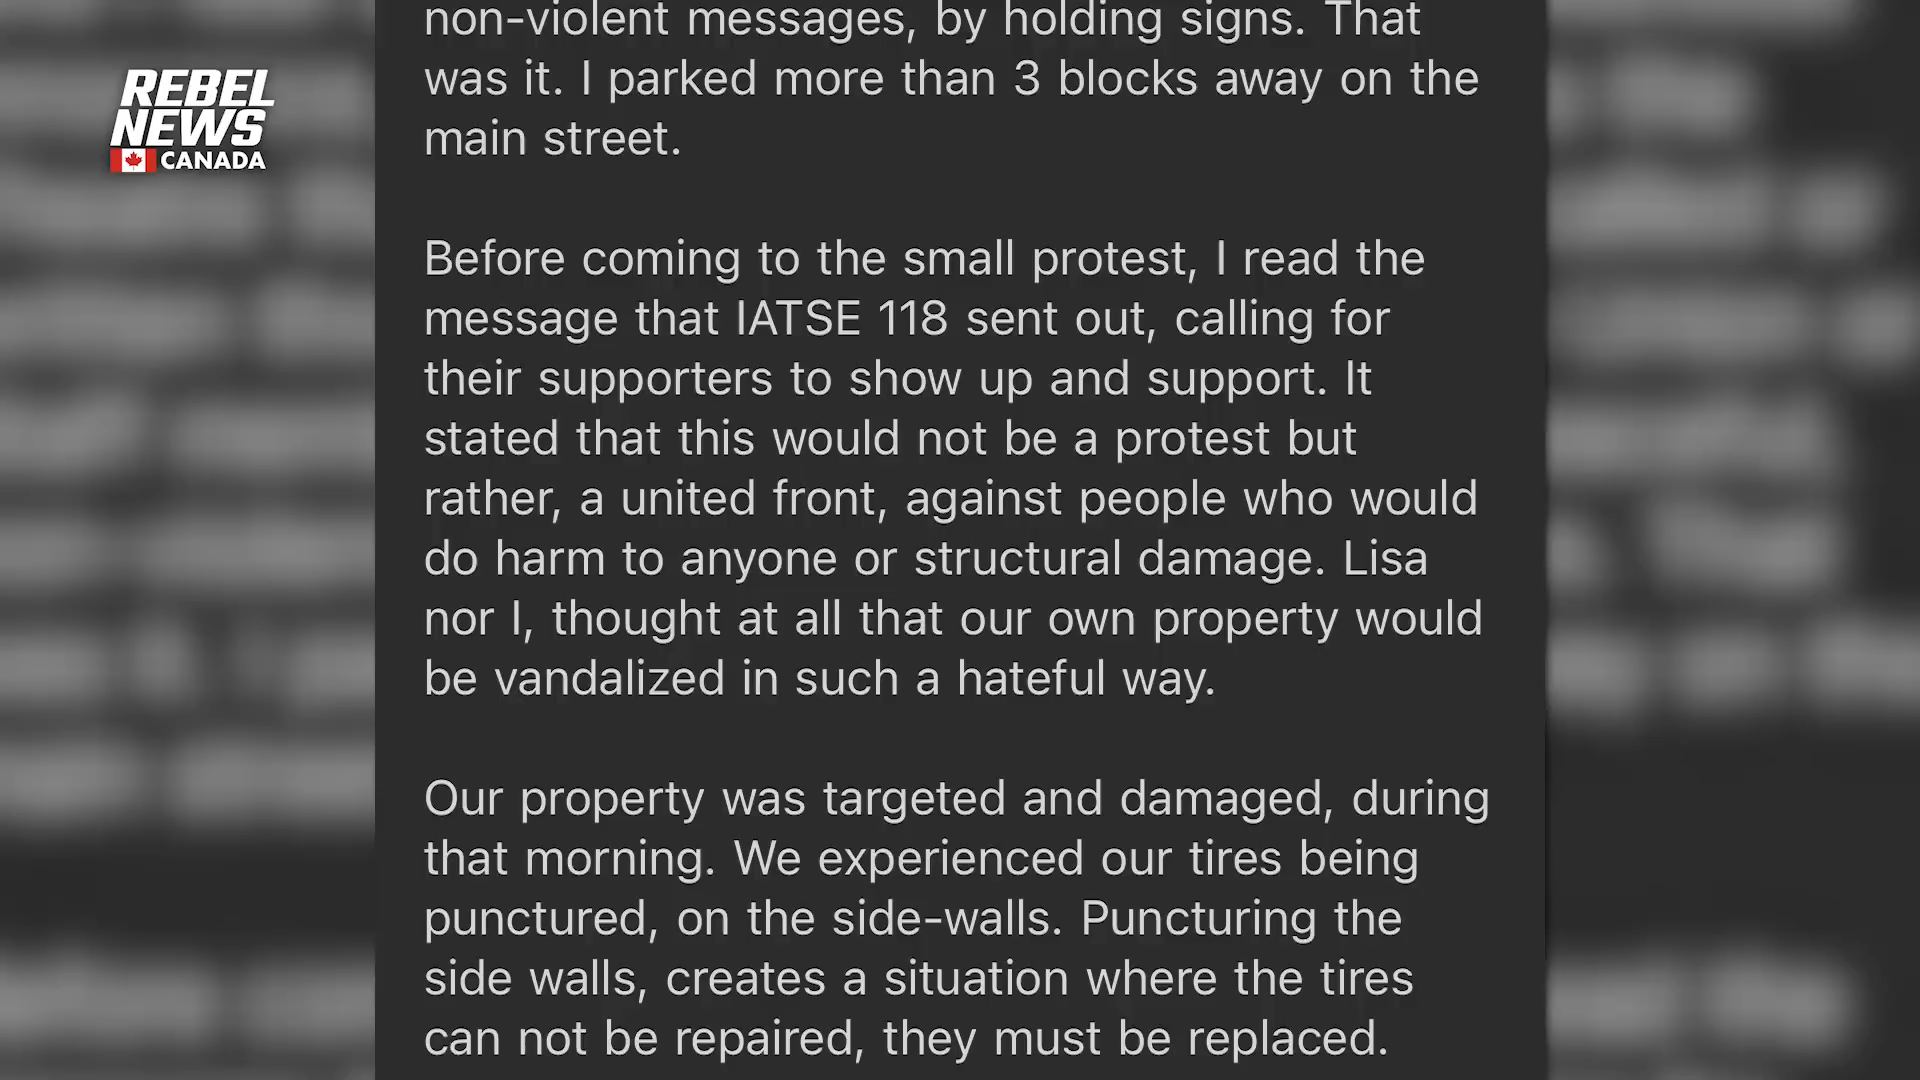 REBEL
NEWS
CANADA
non-violent messages, by holding signs. That
was it. I parked more than 3 blocks away on the
main street.
Before coming to the small protest, I read the
message that IATSE 118 sent out, calling for
their supporters to show up and support. It
stated that this would not be a protest but
rather, a united front, against people who would
do harm to anyone or structural damage. Lisa
nor I, thought at all that our own property would
be vandalized in such a hateful way.
Our property was targeted and damaged, during
that morning. We experienced our tires being
punctured, on the side-walls. Puncturing the
side walls, creates a situation where the tires
can not be repaired, they must be replaced.